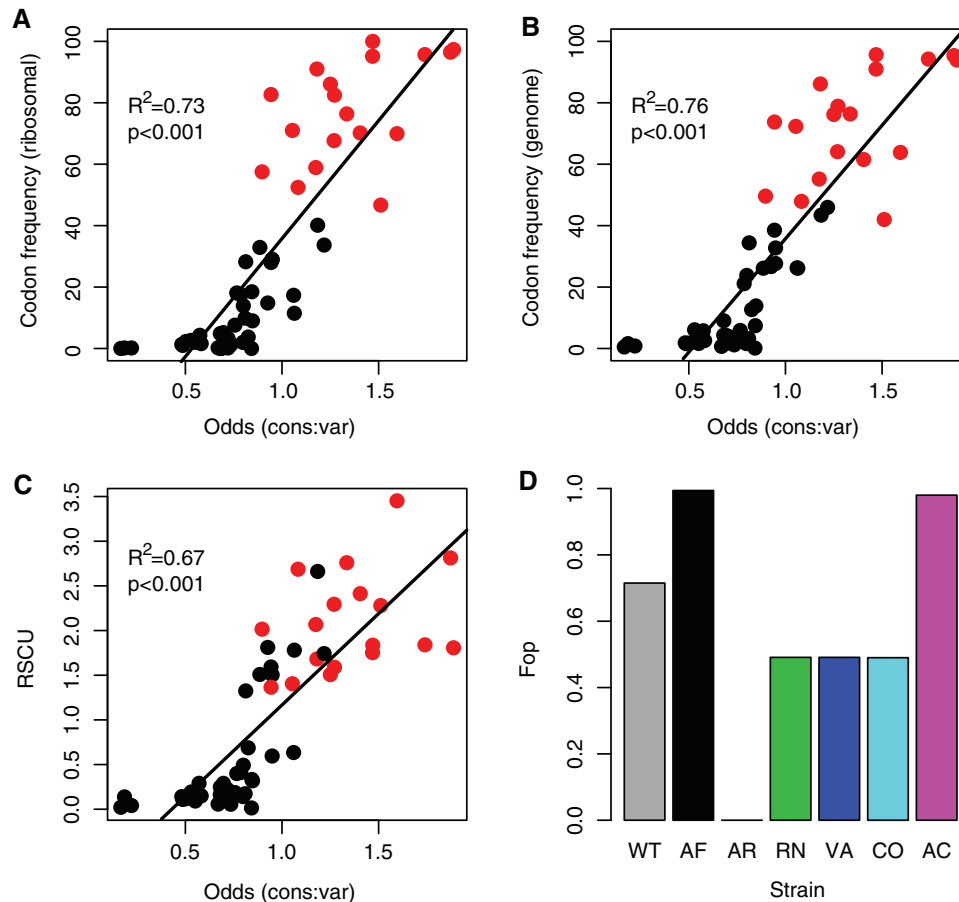 A
R²=0.73
p<0.001
Codon frequency (ribosomal)
0 20 40 60 80 100
0.5 1.0 1.5
Odds (cons:var)
B
R²=0.76
p<0.001
Codon frequency (genome)
0 20 40 60 80 100
0.5 1.0 1.5
Odds (cons:var)
C
R²=0.67
p<0.001
RSCU
0.0 0.5 1.0 1.5 2.0 2.5 3.0 3.5
0.5 1.0 1.5
Odds (cons:var)
D
Fop
0.0 0.2 0.4 0.6 0.8 1.0
WT AF AR RN VA CO AC
Strain